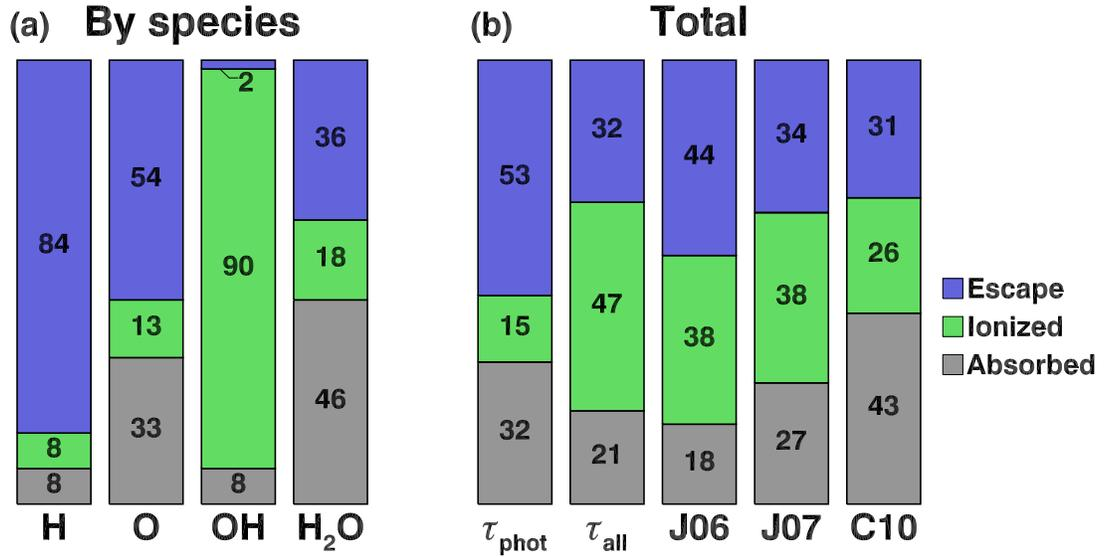 (a) By species
84
8
8
H
54
13
33
O
2
90
8
OH
36
18
46
H₂O
(b) Total
53
15
32
τ_phot
32
47
21
τ_all
44
38
18
J06
34
38
27
J07
31
26
43
C10
Escape
Ionized
Absorbed